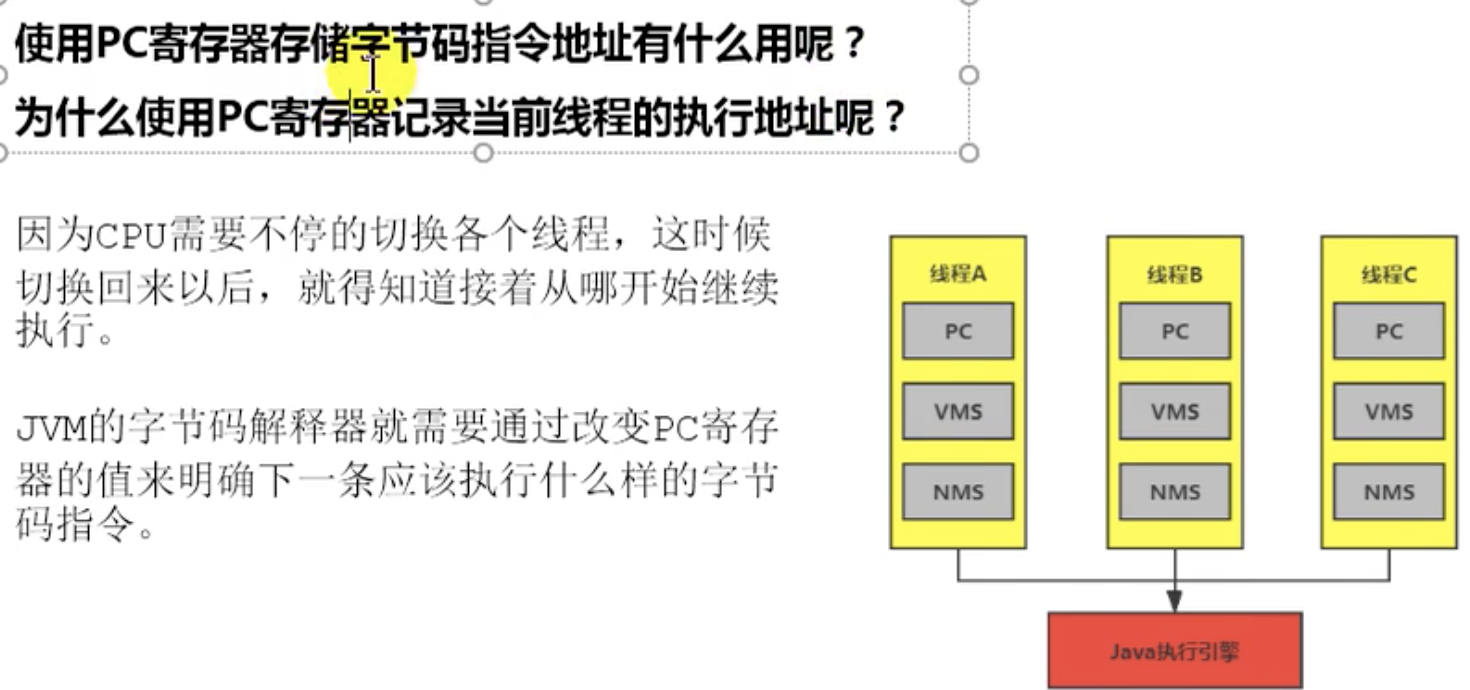 使用PC寄存器存储字节码指令地址有什么用呢？
为什么使用PC寄存器记录当前线程的执行地址呢？
因为CPU需要不停的切换各个线程，这时候
切换回来以后，就得知道接着从哪开始继续
执行。
JVM的字节码解释器就需要通过改变PC寄存
器的值来明确下一条应该执行什么样的字节
码指令。
线程A
PC
VMS
NMS
线程B
PC
VMS
NMS
线程C
PC
VMS
NMS
Java执行引擎